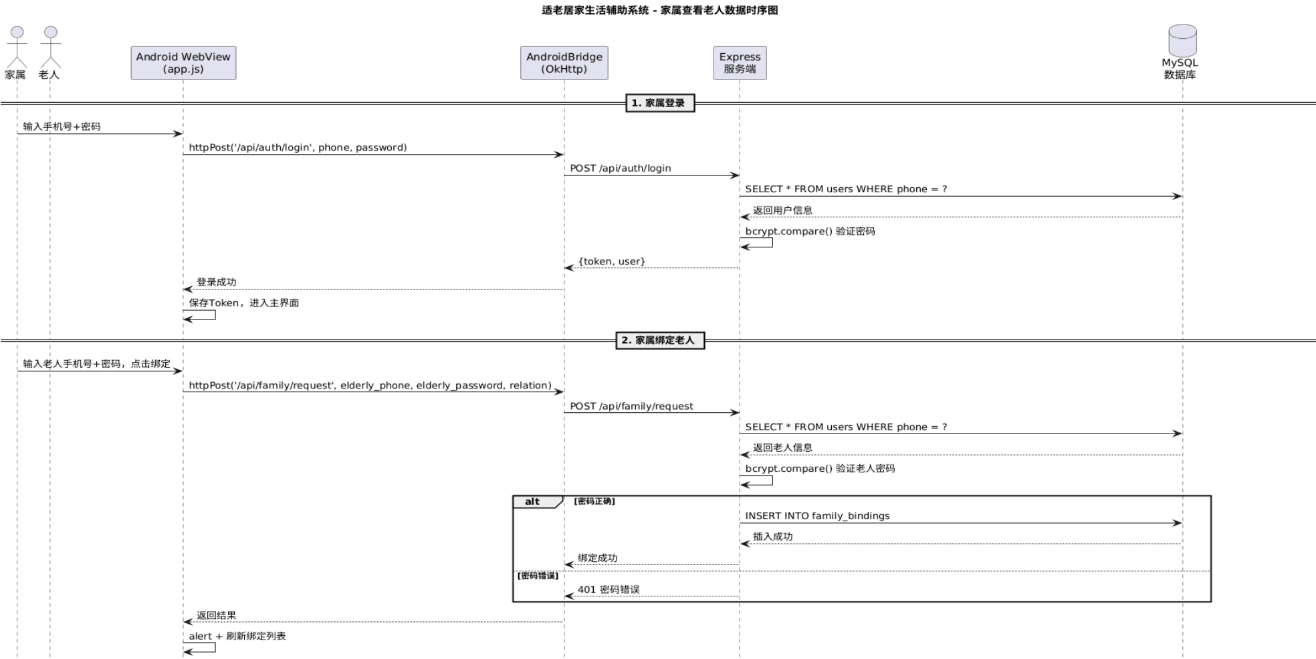 适老居家生活辅助系统 - 家属查看老人数据时序图
家属
老人
Android WebView
(app.js)
AndroidBridge
(OkHttp)
Express
服务端
MySQL
数据库
1. 家属登录
输入手机号+密码
httpPost('/api/auth/login', phone, password)
POST /api/auth/login
SELECT * FROM users WHERE phone = ?
返回用户信息
bcrypt.compare() 验证密码
{token, user}
登录成功
保存Token，进入主界面
2. 家属绑定老人
输入老人手机号+密码，点击绑定
httpPost('/api/family/request', elderly_phone, elderly_password, relation)
POST /api/family/request
SELECT * FROM users WHERE phone = ?
返回老人信息
bcrypt.compare() 验证老人密码
alt [密码正确]
INSERT INTO family_bindings
插入成功
绑定成功
[密码错误]
401 密码错误
返回结果
alert + 刷新绑定列表